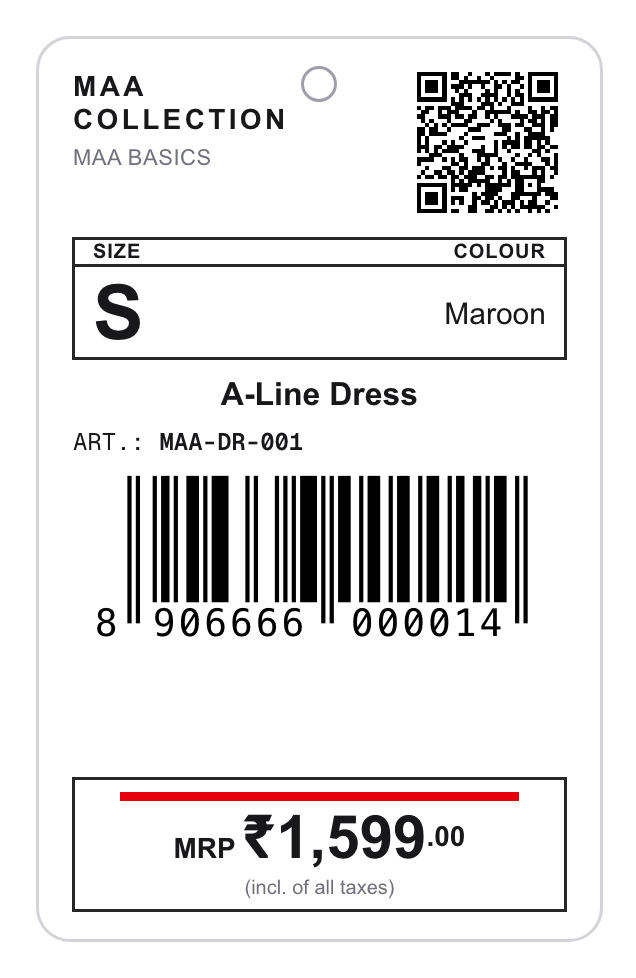 MAA
COLLECTION
MAA BASICS
SIZE COLOUR
S Maroon
A-Line Dress
ART.: MAA-DR-001
8 906666 000014
MRP ₹1,599.00
(incl. of all taxes)